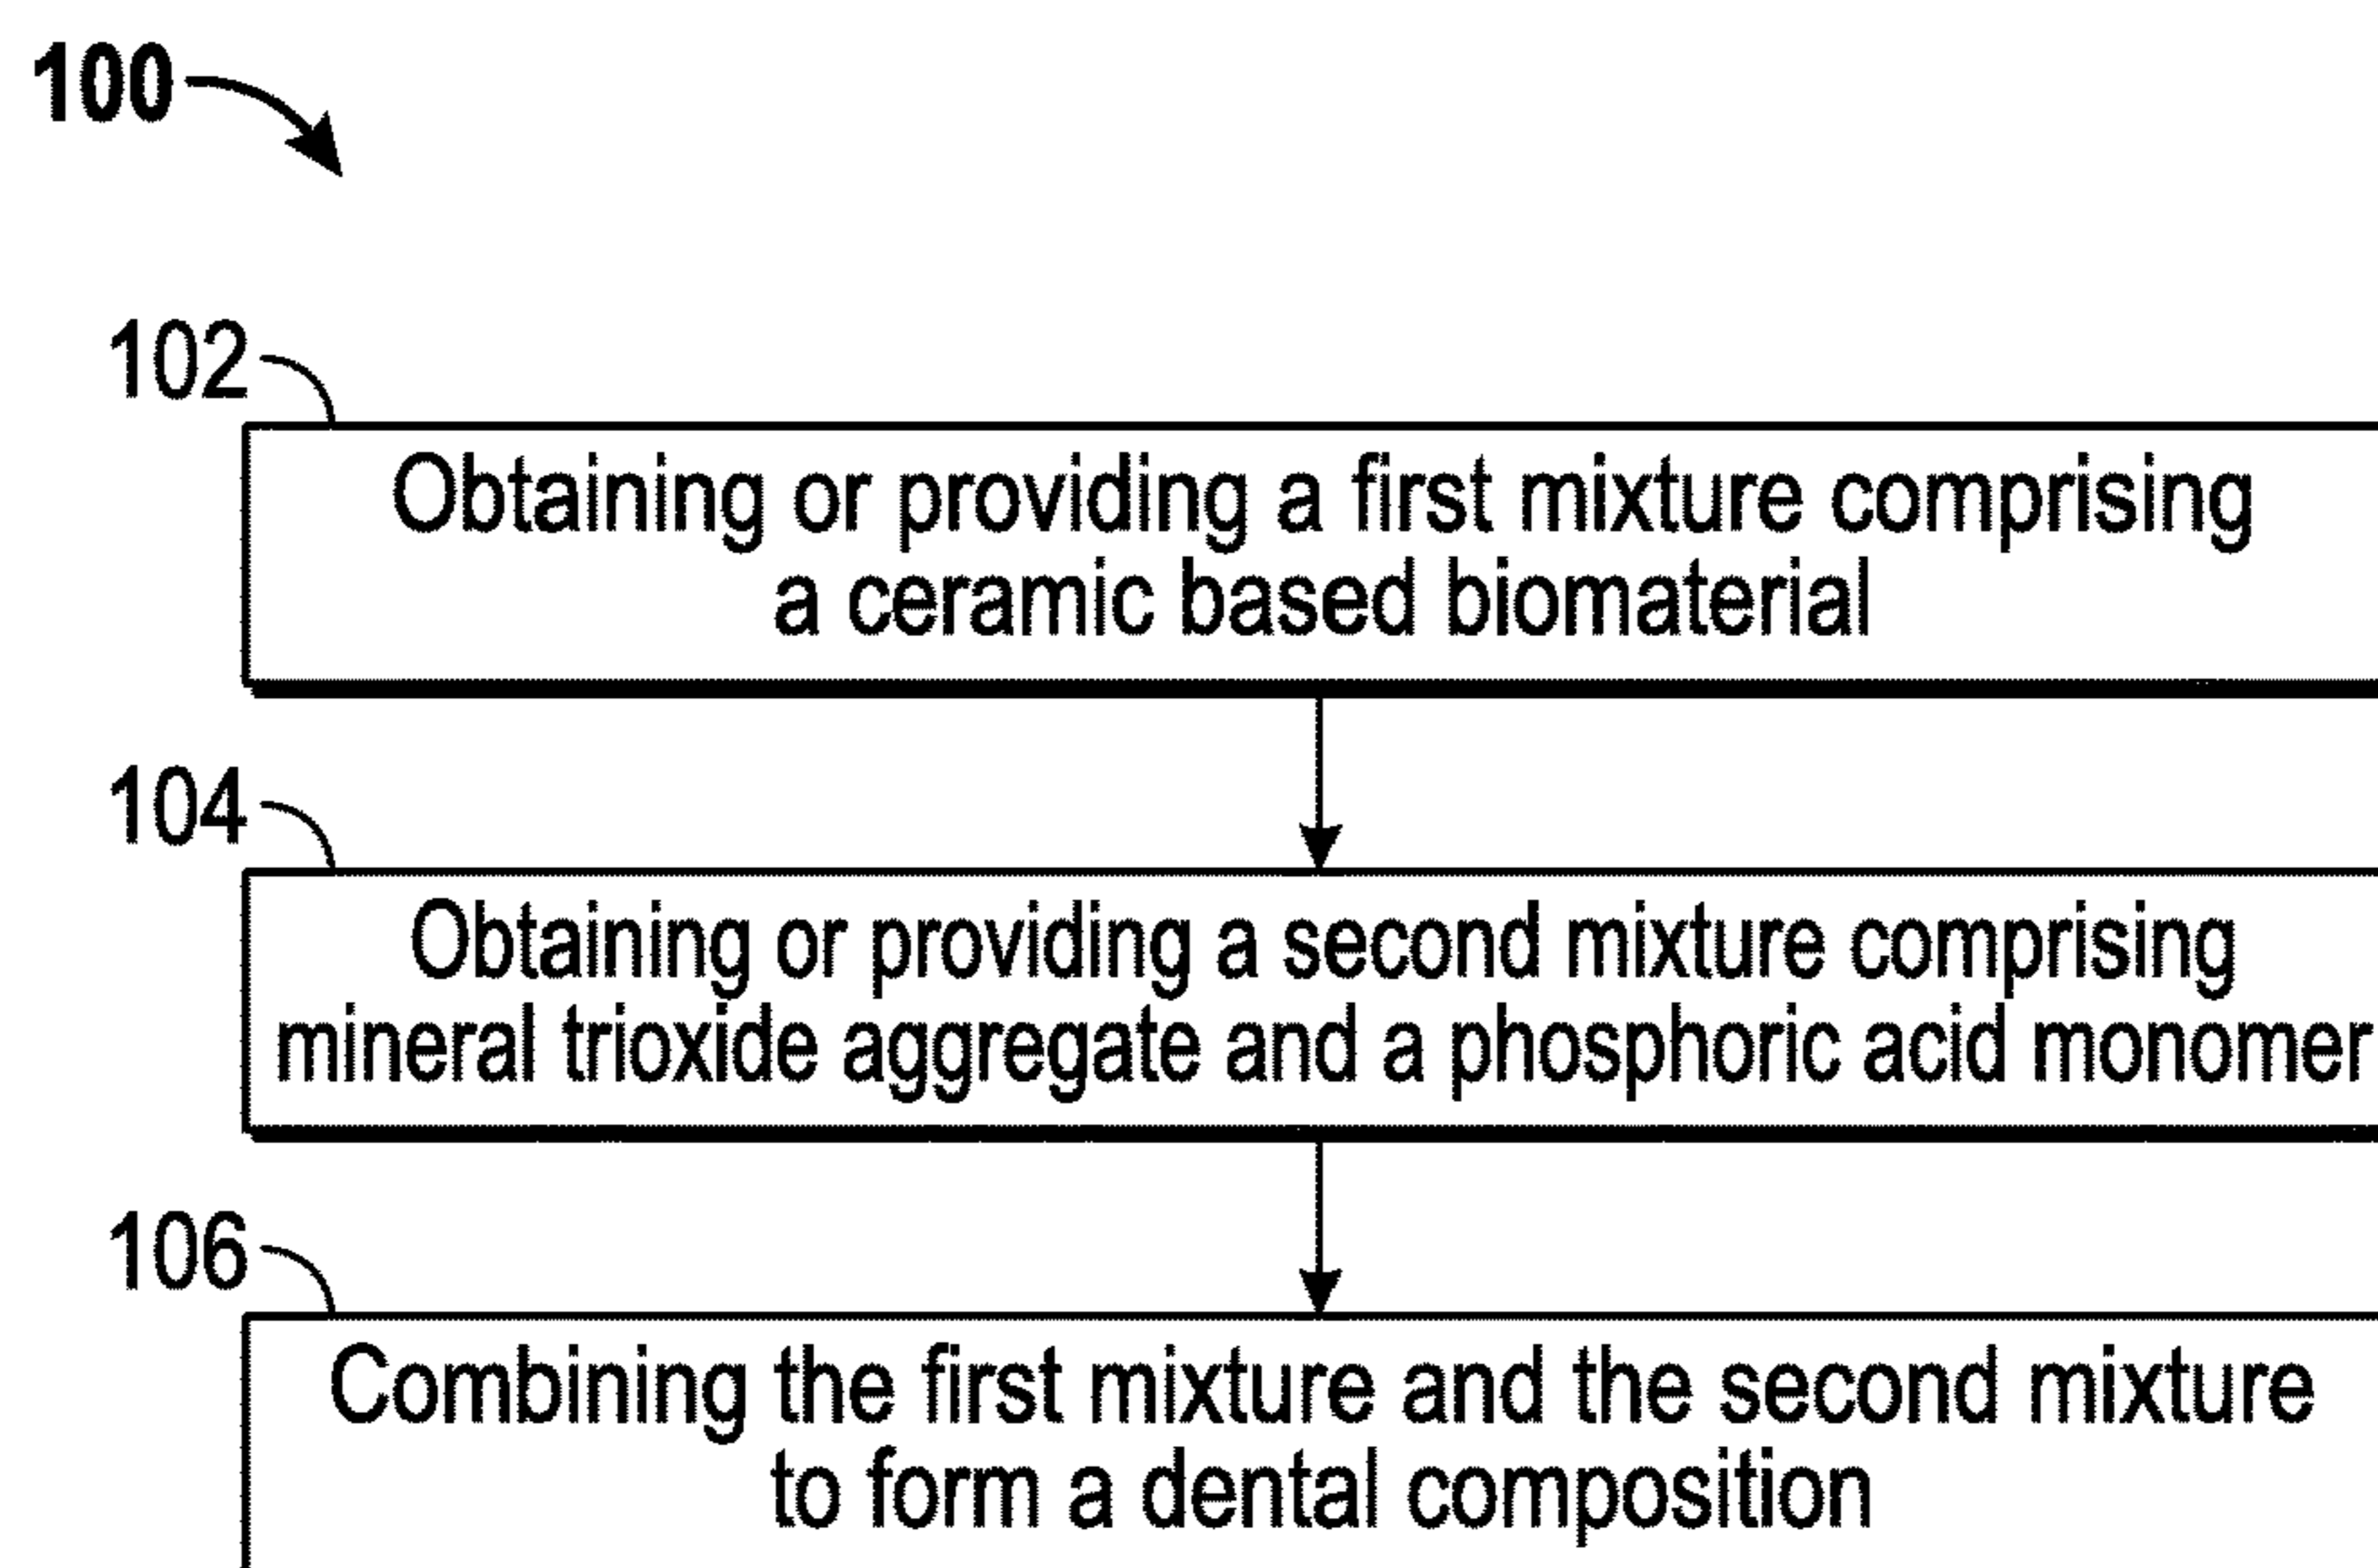 100
102
Obtaining or providing a first mixture comprising
a ceramic based biomaterial
104
Obtaining or providing a second mixture comprising
mineral trioxide aggregate and a phosphoric acid monomer
106
Combining the first mixture and the second mixture
to form a dental composition